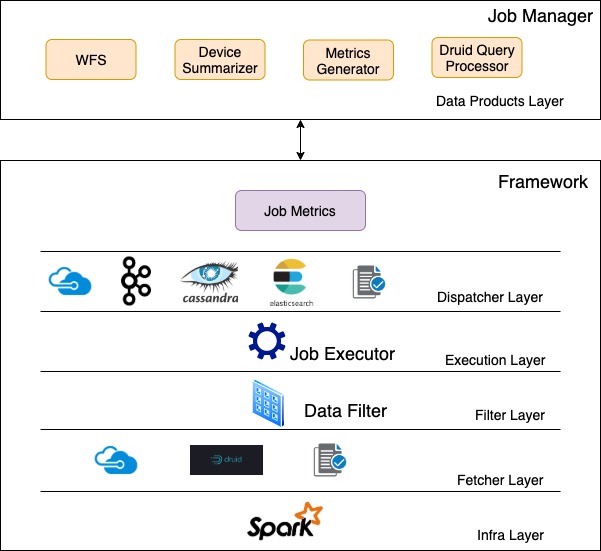 Job Manager
WFS
Device
Summarizer
Metrics
Generator
Druid Query
Processor
Data Products Layer
Framework
Job Metrics
cassandra
elasticsearch
Dispatcher Layer
Job Executor
Execution Layer
Data Filter
Filter Layer
druid
Fetcher Layer
Spark
Infra Layer